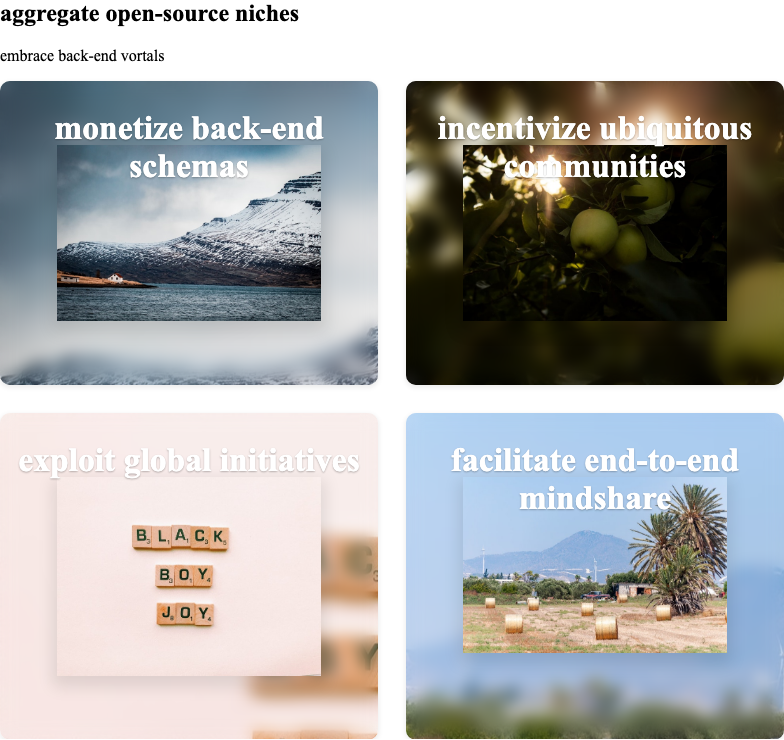 aggregate open-source niches
embrace back-end vortals
monetize back-end
schemas
incentivize ubiquitous
communities
exploit global initiatives
BLACK
BOY
JOY
facilitate end-to-end
mindshare